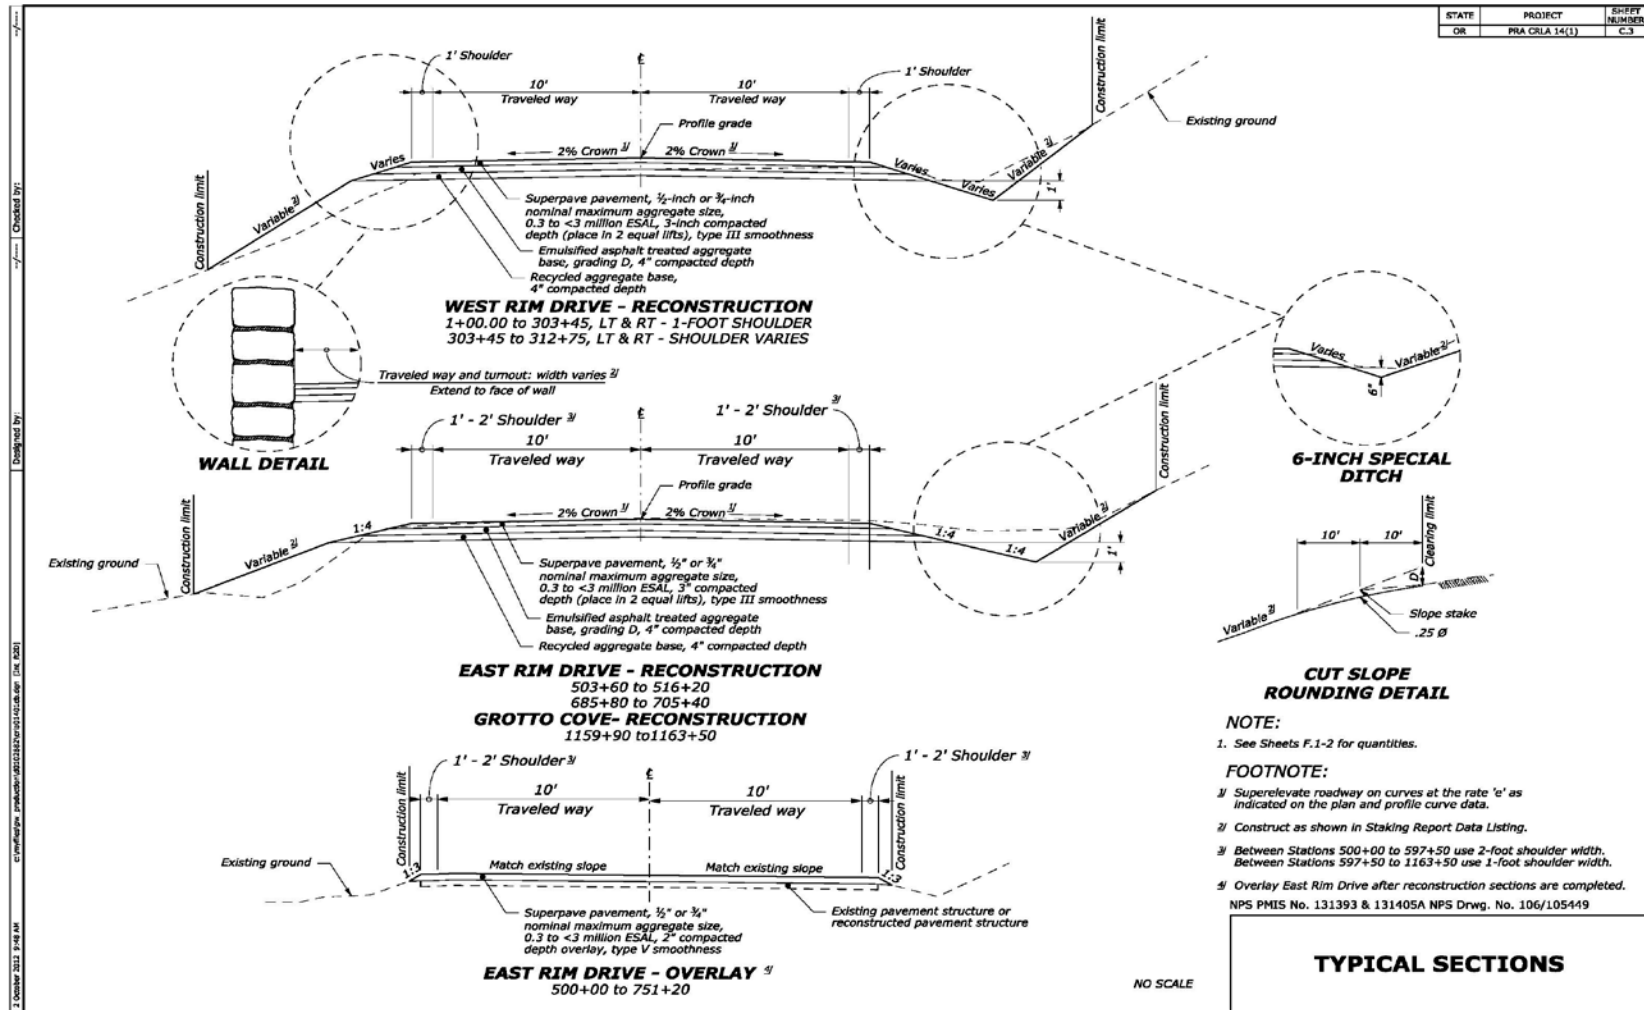 STATE PROJECT SHEET NUMBER
OR PRA CRLA 14(1) C.3
Checked by:
Designed by:
2 October 2012 9:48 AM
1' Shoulder
10'
Traveled way
℄
10'
Traveled way
1' Shoulder
Construction limit
Existing ground
Profile grade
2% Crown 1/
2% Crown 1/
Varies
Variable 2/
Construction limit
Varies
Varies
Variable 2/
1'
Superpave pavement, ½-inch or ¾-inch
nominal maximum aggregate size,
0.3 to <3 million ESAL, 3-inch compacted
depth (place in 2 equal lifts), type III smoothness
Emulsified asphalt treated aggregate
base, grading D, 4" compacted depth
Recycled aggregate base,
4" compacted depth
WEST RIM DRIVE - RECONSTRUCTION
1+00.00 to 303+45, LT & RT - 1-FOOT SHOULDER
303+45 to 312+75, LT & RT - SHOULDER VARIES
Traveled way and turnout: width varies 2/
Extend to face of wall
WALL DETAIL
Varies
Variable 2/
6"
6-INCH SPECIAL
DITCH
1' - 2' Shoulder 3/
10'
Traveled way
℄
10'
Traveled way
1' - 2' Shoulder 3/
Construction limit
Profile grade
2% Crown 1/
2% Crown 1/
Construction limit
Existing ground
Variable 2/
1:4
1:4
1:4
Variable 2/
1'
Superpave pavement, ½" or ¾"
nominal maximum aggregate size,
0.3 to <3 million ESAL, 3" compacted
depth (place in 2 equal lifts), type III smoothness
Emulsified asphalt treated aggregate
base, grading D, 4" compacted depth
Recycled aggregate base, 4" compacted depth
EAST RIM DRIVE - RECONSTRUCTION
503+60 to 516+20
685+80 to 705+40
GROTTO COVE- RECONSTRUCTION
1159+90 to1163+50
10'
10'
Clearing limit
D
Variable 2/
Slope stake
.25 Ø
CUT SLOPE
ROUNDING DETAIL
1' - 2' Shoulder 3/
10'
Traveled way
℄
10'
Traveled way
1' - 2' Shoulder 3/
Construction limit
Construction limit
Existing ground
1:3
Match existing slope
Match existing slope
1:3
Superpave pavement, ½" or ¾"
nominal maximum aggregate size,
0.3 to <3 million ESAL, 2" compacted
depth overlay, type V smoothness
Existing pavement structure or
reconstructed pavement structure
EAST RIM DRIVE - OVERLAY 4/
500+00 to 751+20
NOTE:
1. See Sheets F.1-2 for quantities.
FOOTNOTE:
1/ Superelevate roadway on curves at the rate 'e' as
indicated on the plan and profile curve data.
2/ Construct as shown in Staking Report Data Listing.
3/ Between Stations 500+00 to 597+50 use 2-foot shoulder width.
Between Stations 597+50 to 1163+50 use 1-foot shoulder width.
4/ Overlay East Rim Drive after reconstruction sections are completed.
NPS PMIS No. 131393 & 131405A NPS Drwg. No. 106/105449
NO SCALE
TYPICAL SECTIONS